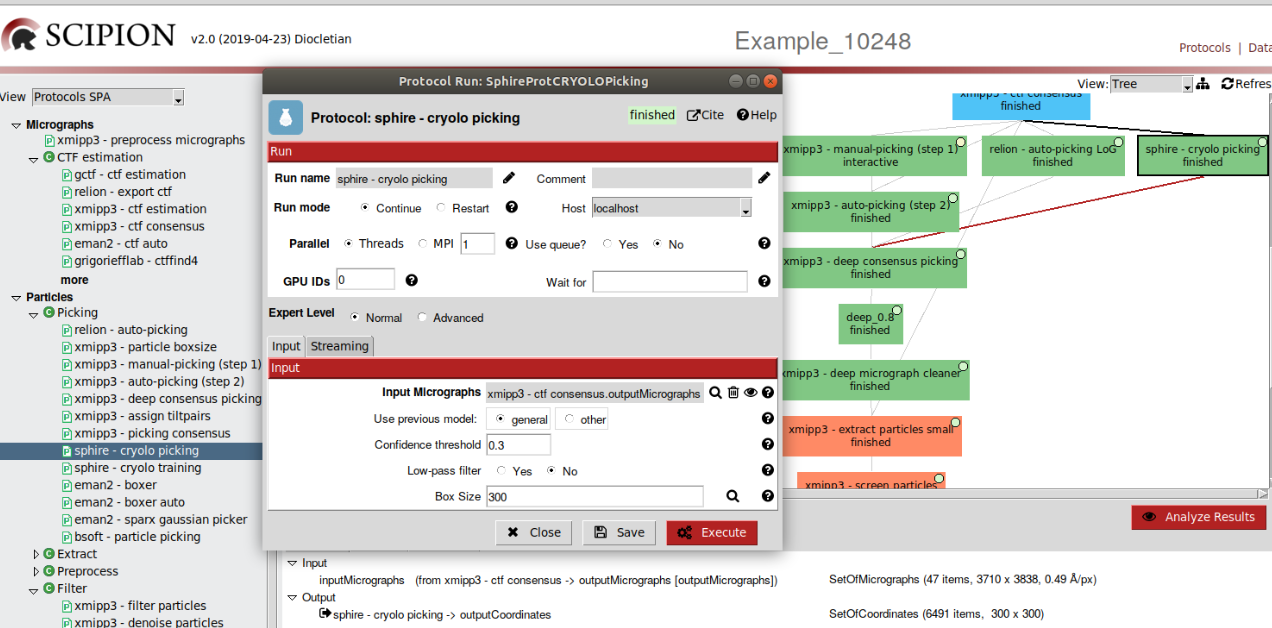 SCIPION v2.0 (2019-04-23) Diocletian
Example_10248
Protocols | Data
View Protocols SPA
Micrographs
xmipp3 - preprocess micrographs
CTF estimation
gctf - ctf estimation
relion - export ctf
xmipp3 - ctf estimation
xmipp3 - ctf consensus
eman2 - ctf auto
grigoriefflab - ctffind4
more
Particles
Picking
relion - auto-picking
xmipp3 - particle boxsize
xmipp3 - manual-picking (step 1)
xmipp3 - auto-picking (step 2)
xmipp3 - deep consensus picking
xmipp3 - assign tiltpairs
xmipp3 - picking consensus
sphire - cryolo picking
sphire - cryolo training
eman2 - boxer
eman2 - boxer auto
eman2 - sparx gaussian picker
bsoft - particle picking
Extract
Preprocess
Filter
xmipp3 - filter particles
xmipp3 - denoise particles
Protocol Run: SphireProtCRYOLOPicking
Protocol: sphire - cryolo picking
finished Cite Help
Run
Run name sphire - cryolo picking Comment
Run mode Continue Restart Host localhost
Parallel Threads MPI 1 Use queue? Yes No
GPU IDs 0 Wait for
Expert Level Normal Advanced
Input Streaming
Input
Input Micrographs xmipp3 - ctf consensus.outputMicrographs
Use previous model: general other
Confidence threshold 0.3
Low-pass filter Yes No
Box Size 300
Close Save Execute
View: Tree Refres
xmipp3 - ctf consensus
finished
xmipp3 - manual-picking (step 1)
interactive
relion - auto-picking LoG
finished
sphire - cryolo picking
finished
xmipp3 - auto-picking (step 2)
finished
xmipp3 - deep consensus picking
finished
deep_0.8
finished
xmipp3 - deep micrograph cleaner
finished
xmipp3 - extract particles small
finished
xmipp3 - screen particles
Analyze Results
Input
inputMicrographs (from xmipp3 - ctf consensus -> outputMicrographs [outputMicrographs]) SetOfMicrographs (47 items, 3710 x 3838, 0.49 Å/px)
Output
sphire - cryolo picking -> outputCoordinates SetOfCoordinates (6491 items, 300 x 300)